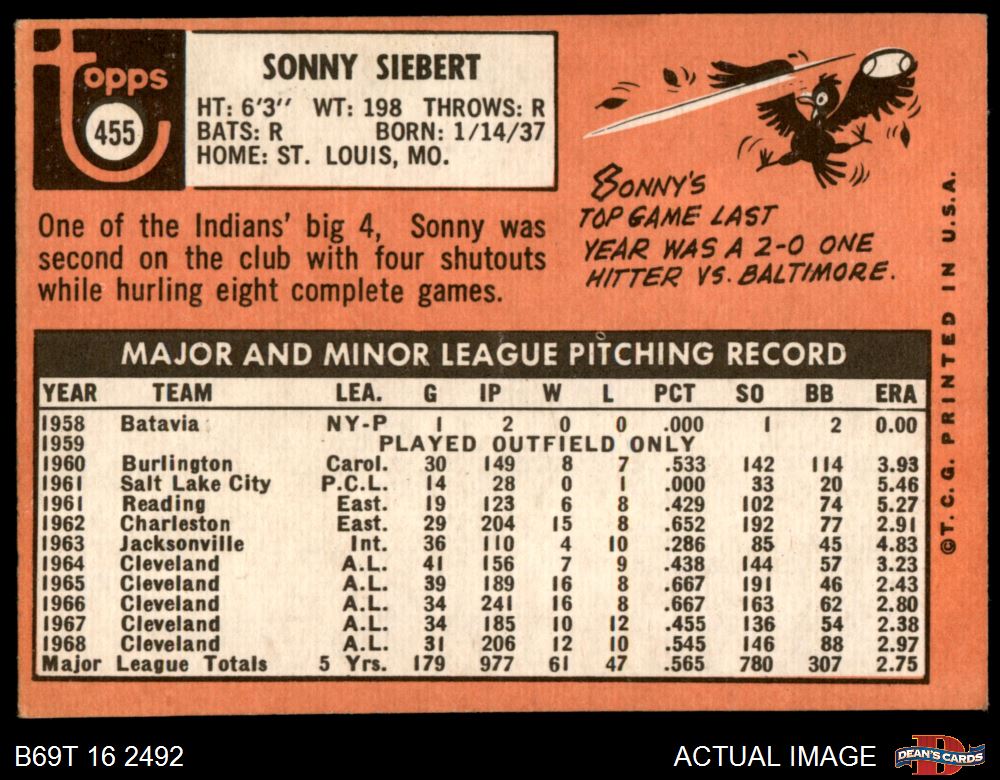 topps
455
SONNY SIEBERT
HT: 6'3" WT: 198 THROWS: R
BATS: R BORN: 1/14/37
HOME: ST. LOUIS, MO.
One of the Indians' big 4, Sonny was
second on the club with four shutouts
while hurling eight complete games.
SONNY'S
TOP GAME LAST
YEAR WAS A 2-0 ONE
HITTER VS. BALTIMORE.
MAJOR AND MINOR LEAGUE PITCHING RECORD
YEAR TEAM LEA. G IP W L PCT SO BB ERA
1958 Batavia NY-P 1 2 0 0 .000 1 2 0.00
1959 PLAYED OUTFIELD ONLY
1960 Burlington Carol. 30 149 8 7 .533 142 114 3.93
1961 Salt Lake City P.C.L. 14 28 0 1 .000 33 20 5.46
1961 Reading East. 19 123 6 8 .429 102 74 5.27
1962 Charleston East. 29 204 15 8 .652 192 77 2.91
1963 Jacksonville Int. 36 110 4 10 .286 85 45 4.83
1964 Cleveland A.L. 41 156 7 9 .438 144 57 3.23
1965 Cleveland A.L. 39 189 16 8 .667 191 46 2.43
1966 Cleveland A.L. 34 241 16 8 .667 163 62 2.80
1967 Cleveland A.L. 34 185 10 12 .455 136 54 2.38
1968 Cleveland A.L. 31 206 12 10 .545 146 88 2.97
Major League Totals 5 Yrs. 179 977 61 47 .565 780 307 2.75
©T. C. G. PRINTED IN U.S.A.
B69T 16 2492
ACTUAL IMAGE
D
DEAN'S CARDS